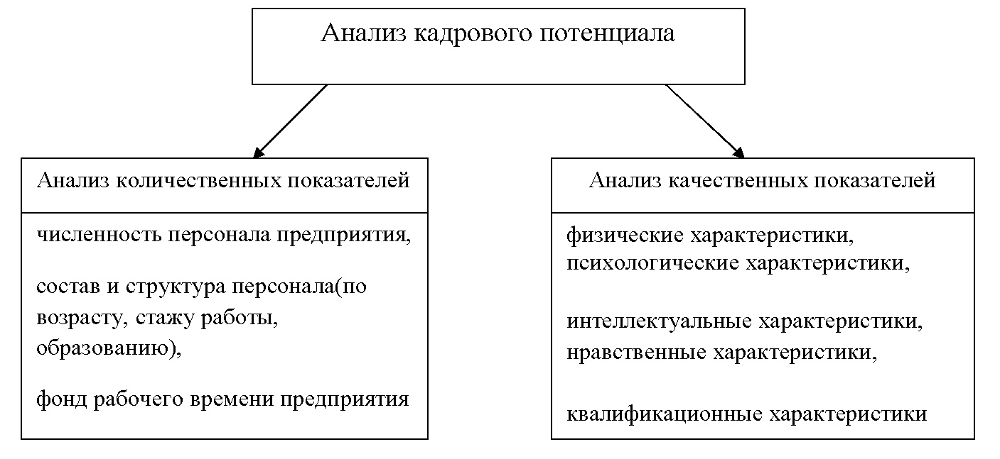 Анализ кадрового потенциала
Анализ количественных показателей
численность персонала предприятия,
состав и структура персонала(по
возрасту, стажу работы,
образованию),
фонд рабочего времени предприятия
Анализ качественных показателей
физические характеристики,
психологические характеристики,
интеллектуальные характеристики,
нравственные характеристики,
квалификационные характеристики